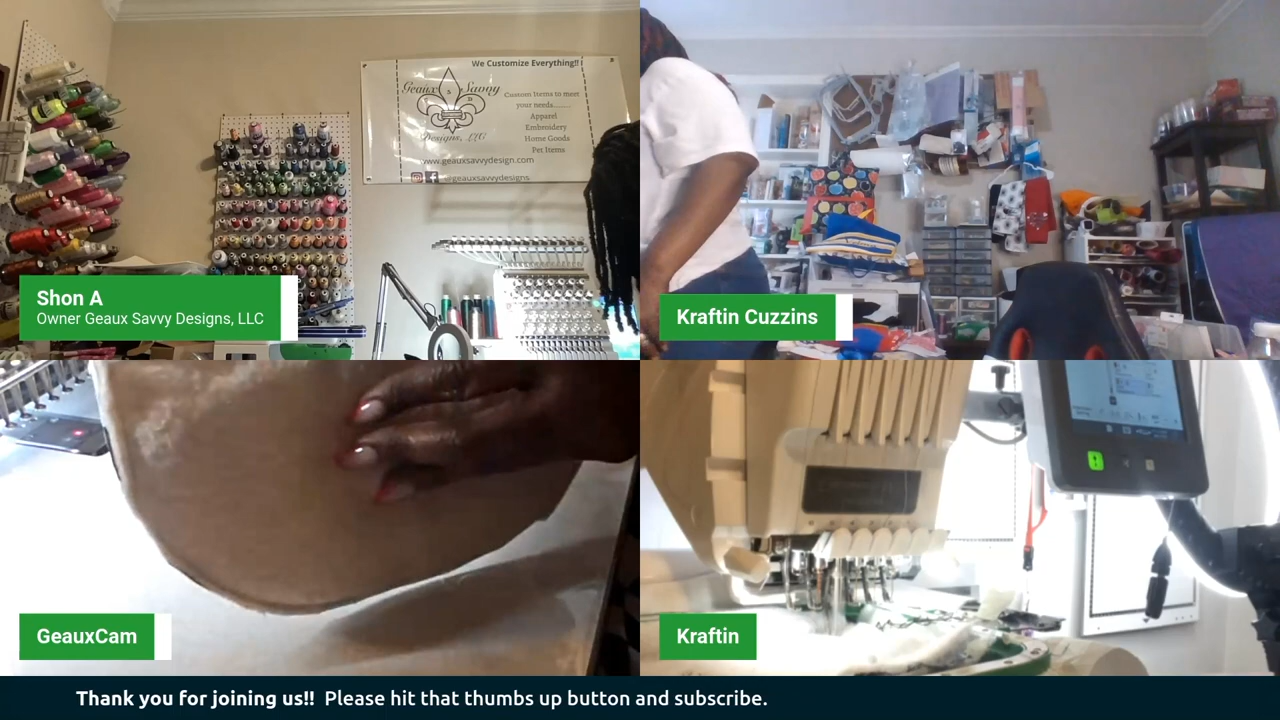 We Customize Everything!!
Geaux Savvy
Designs, LLC
Custom Items to meet
your needs.........
Apparel
Embroidery
Home Goods
Pet Items
www.geauxsavvydesign.com
@geauxsavvydesigns
Shon A
Owner Geaux Savvy Designs, LLC
Kraftin Cuzzins
GeauxCam
Kraftin
Thank you for joining us!! Please hit that thumbs up button and subscribe.